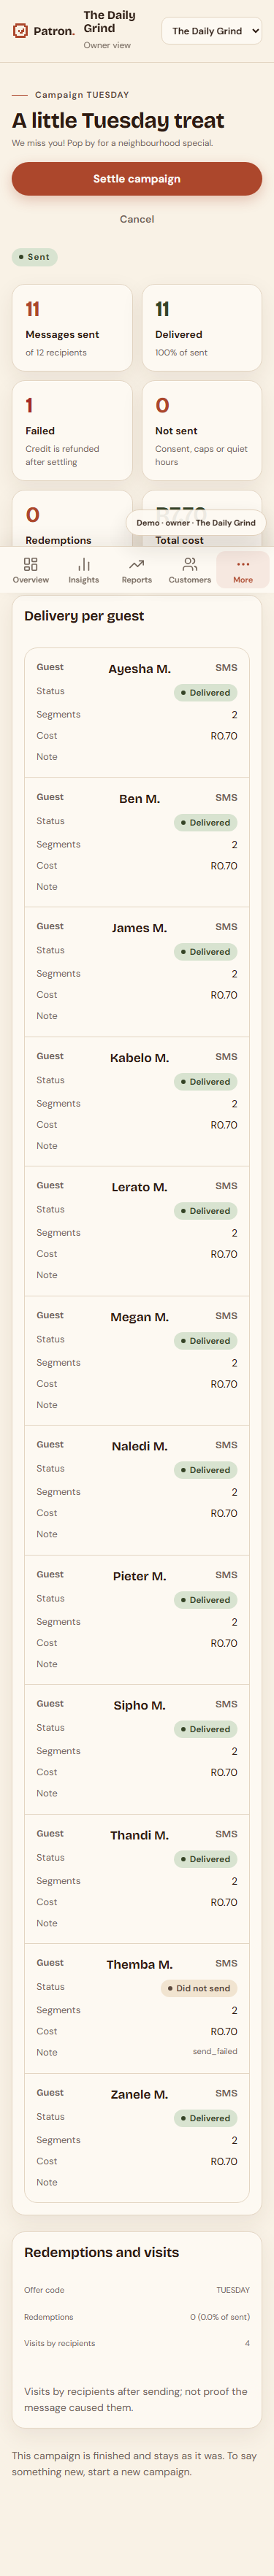 Patron.
The Daily
Grind
Owner view
The Daily Grind
Campaign TUESDAY
A little Tuesday treat
We miss you! Pop by for a neighbourhood special.
Settle campaign
Cancel
Sent
11
Messages sent
of 12 recipients
11
Delivered
100% of sent
1
Failed
Credit is refunded
after settling
0
Not sent
Consent, caps or quiet
hours
0
Redemptions
Total cost
Demo · owner · The Daily Grind
Overview
Insights
Reports
Customers
More
Delivery per guest
Guest Ayesha M. SMS
Status Delivered
Segments 2
Cost R0.70
Note
Guest Ben M. SMS
Status Delivered
Segments 2
Cost R0.70
Note
Guest James M. SMS
Status Delivered
Segments 2
Cost R0.70
Note
Guest Kabelo M. SMS
Status Delivered
Segments 2
Cost R0.70
Note
Guest Lerato M. SMS
Status Delivered
Segments 2
Cost R0.70
Note
Guest Megan M. SMS
Status Delivered
Segments 2
Cost R0.70
Note
Guest Naledi M. SMS
Status Delivered
Segments 2
Cost R0.70
Note
Guest Pieter M. SMS
Status Delivered
Segments 2
Cost R0.70
Note
Guest Sipho M. SMS
Status Delivered
Segments 2
Cost R0.70
Note
Guest Thandi M. SMS
Status Delivered
Segments 2
Cost R0.70
Note
Guest Themba M. SMS
Status Did not send
Segments 2
Cost R0.70
Note send_failed
Guest Zanele M. SMS
Status Delivered
Segments 2
Cost R0.70
Note
Redemptions and visits
Offer code TUESDAY
Redemptions 0 (0.0% of sent)
Visits by recipients 4
Visits by recipients after sending; not proof the
message caused them.
This campaign is finished and stays as it was. To say
something new, start a new campaign.